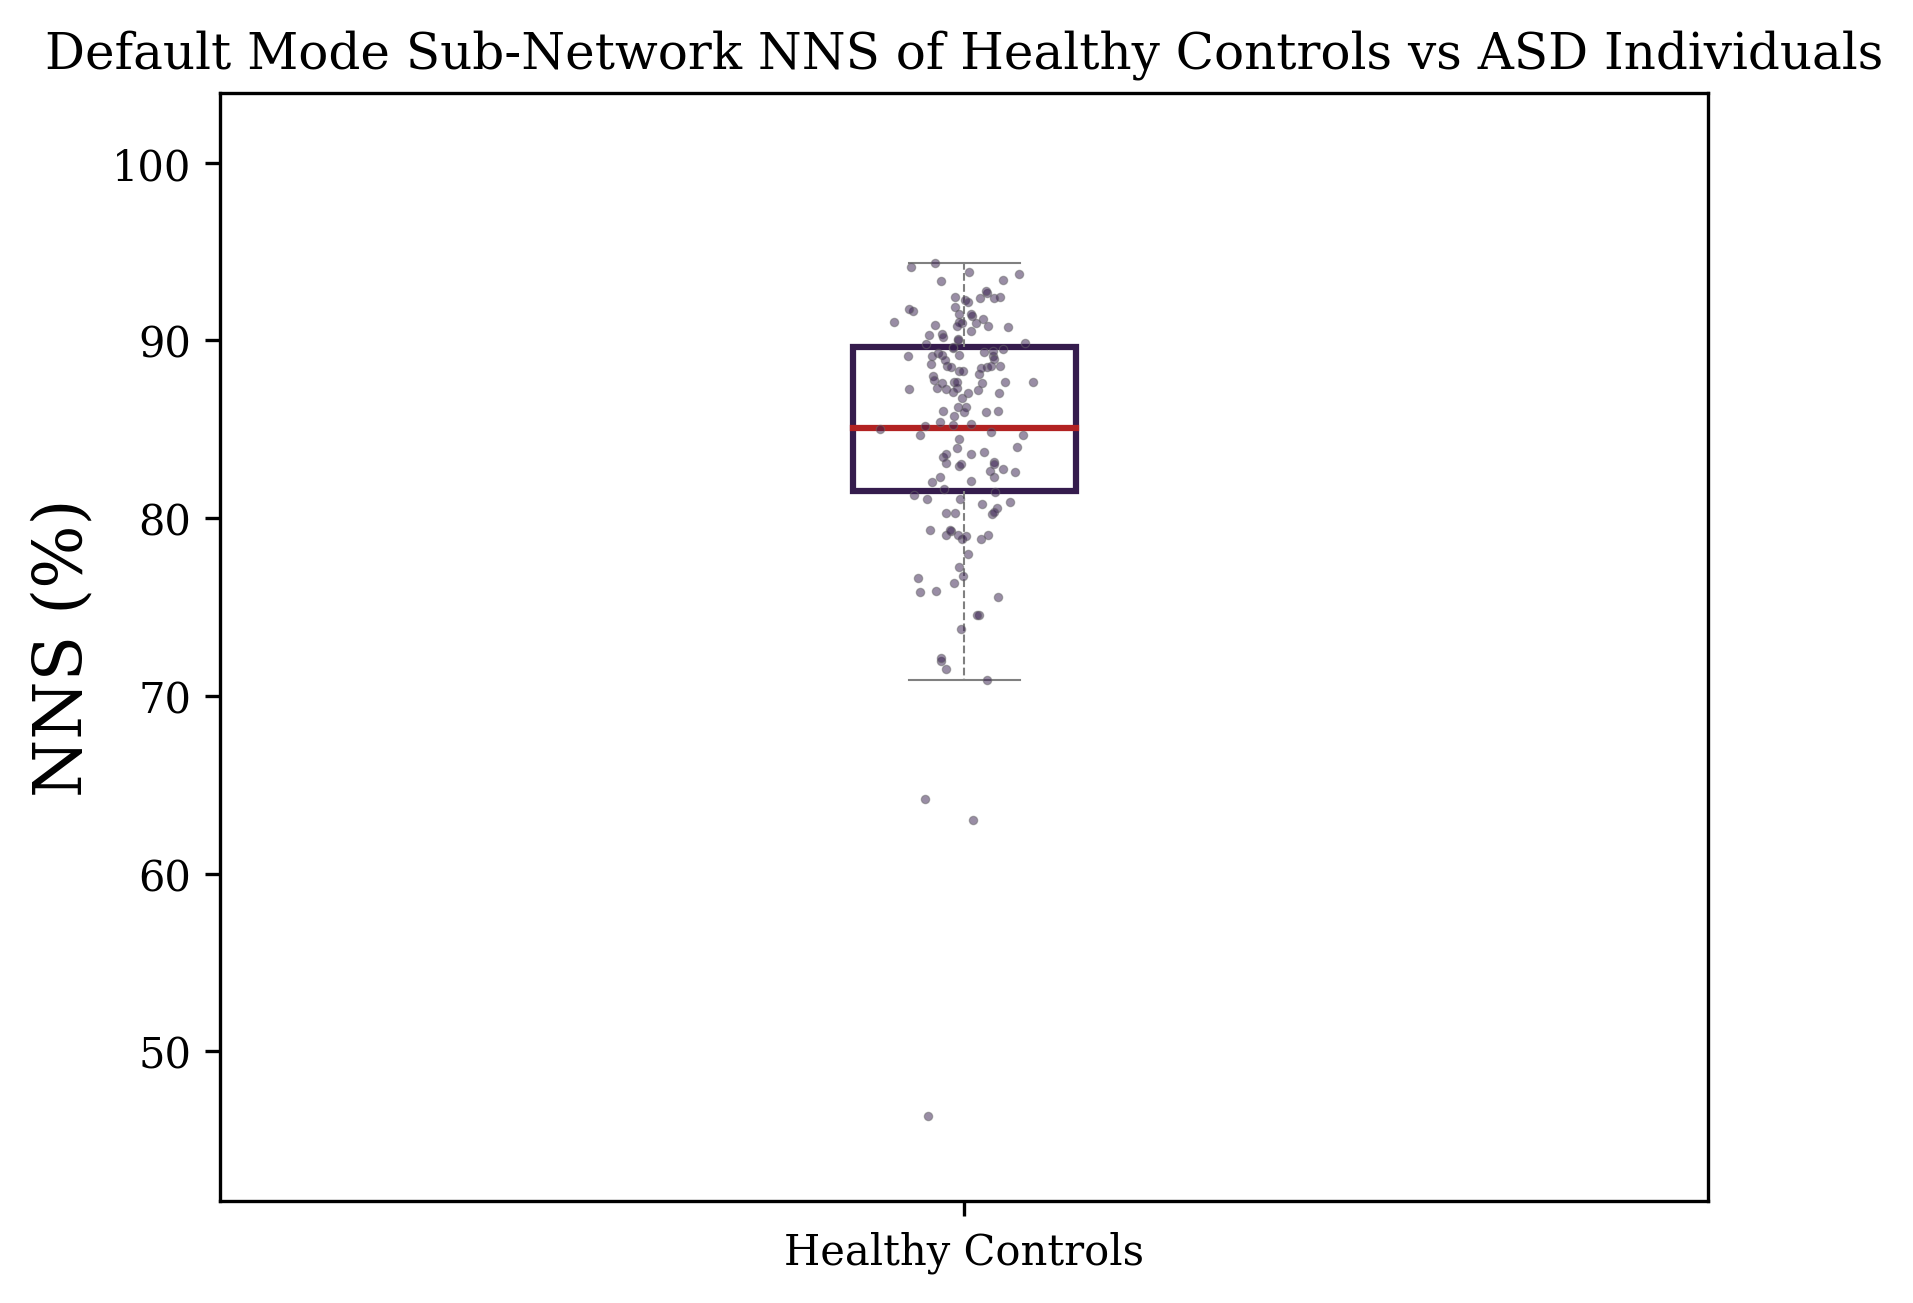 Default Mode Sub-Network NNS of Healthy Controls vs ASD Individuals
NNS (%)
100
90
80
70
60
50
Healthy Controls